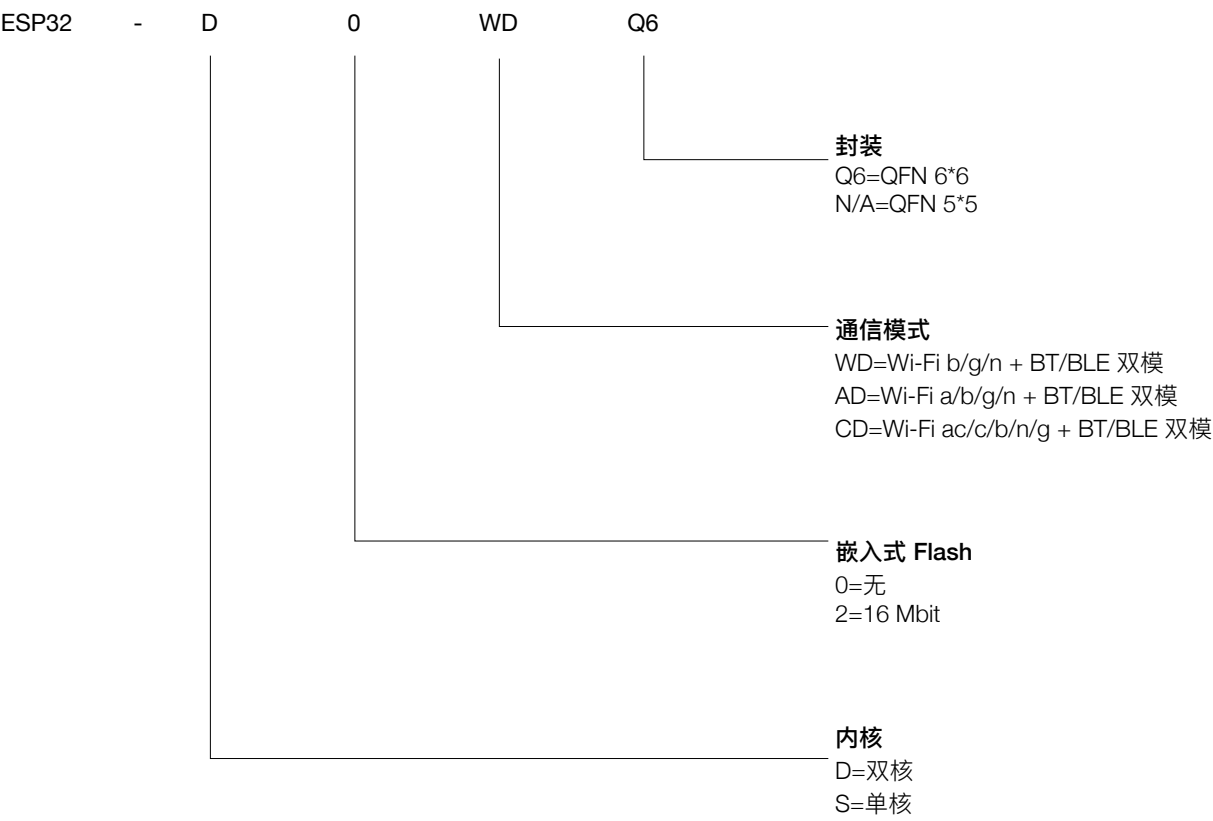 ESP32 - D 0 WD Q6
封装
Q6=QFN 6*6
N/A=QFN 5*5
通信模式
WD=Wi-Fi b/g/n + BT/BLE 双模
AD=Wi-Fi a/b/g/n + BT/BLE 双模
CD=Wi-Fi ac/c/b/n/g + BT/BLE 双模
嵌入式 Flash
0=无
2=16 Mbit
内核
D=双核
S=单核